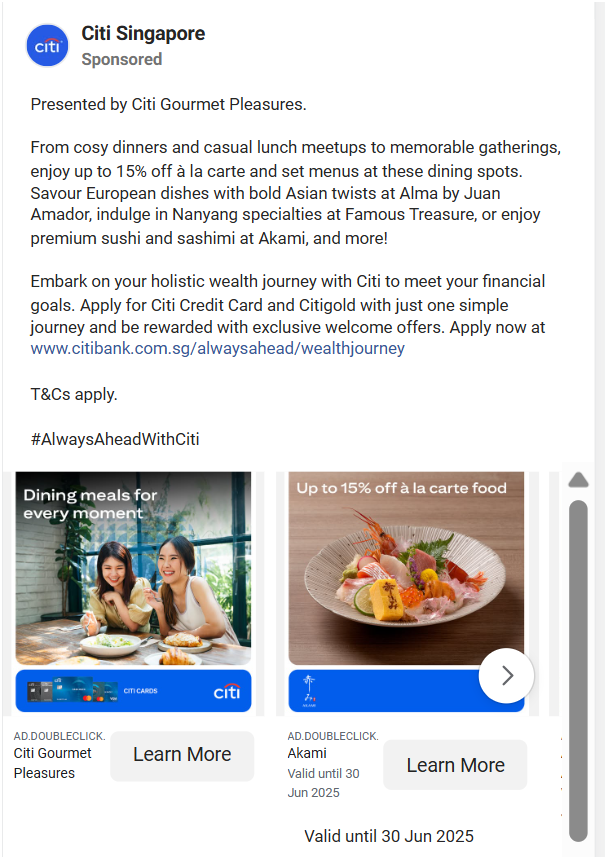 Citi Singapore
citi
Sponsored
Presented by Citi Gourmet Pleasures.
From cosy dinners and casual lunch meetups to memorable gatherings,
enjoy up to 15% off à la carte and set menus at these dining spots.
Savour European dishes with bold Asian twists at Alma by Juan
Amador, indulge in Nanyang specialties at Famous Treasure, or enjoy
premium sushi and sashimi at Akami, and more!
Embark on your holistic wealth journey with Citi to meet your financial
goals. Apply for Citi Credit Card and Citigold with just one simple
journey and be rewarded with exclusive welcome offers. Apply now at
www.citibank.com.sg/alwaysahead/wealthjourney
T&Cs apply.
#AlwaysAheadWithCiti
Dining meals for
every moment
CITI CARDS
citi
AD.DOUBLECLICK.
Citi Gourmet
Pleasures
Learn More
Up to 15% off à la carte food
AD.DOUBLECLICK.
Akami
Valid until 30
Jun 2025
Learn More
Valid until 30 Jun 2025